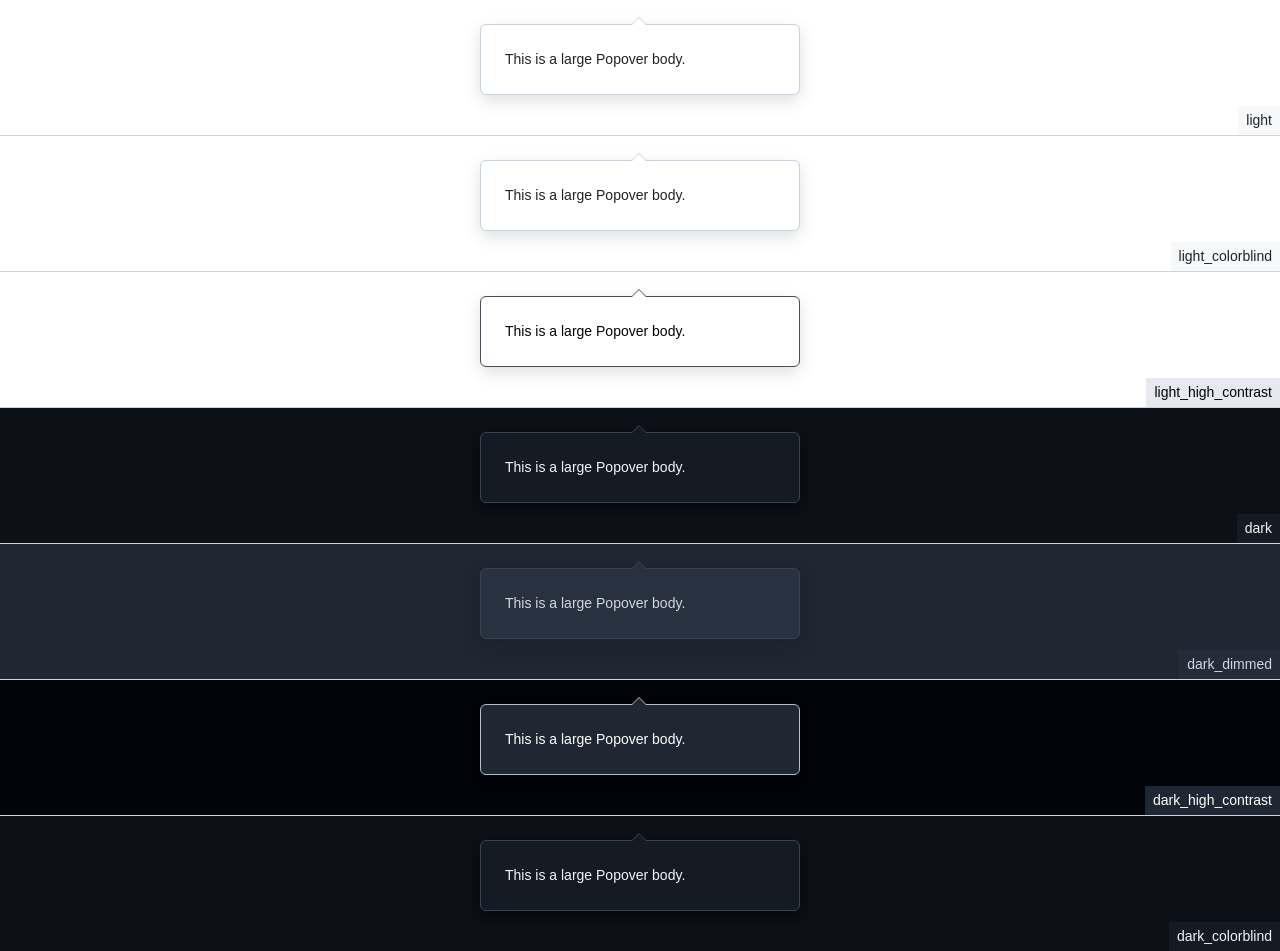 This is a large Popover body.
light
This is a large Popover body.
light_colorblind
This is a large Popover body.
light_high_contrast
This is a large Popover body.
dark
This is a large Popover body.
dark_dimmed
This is a large Popover body.
dark_high_contrast
This is a large Popover body.
dark_colorblind